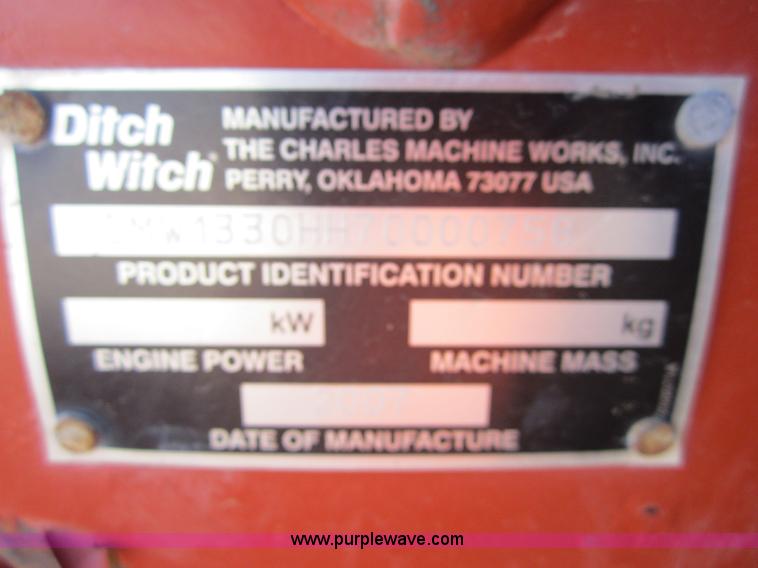 Ditch
Witch
MANUFACTURED BY
THE CHARLES MACHINE WORKS, INC.
PERRY, OKLAHOMA 73077 USA
PRODUCT IDENTIFICATION NUMBER
kW
kg
ENGINE POWER
MACHINE MASS
2007
DATE OF MANUFACTURE
www.purplewave.com